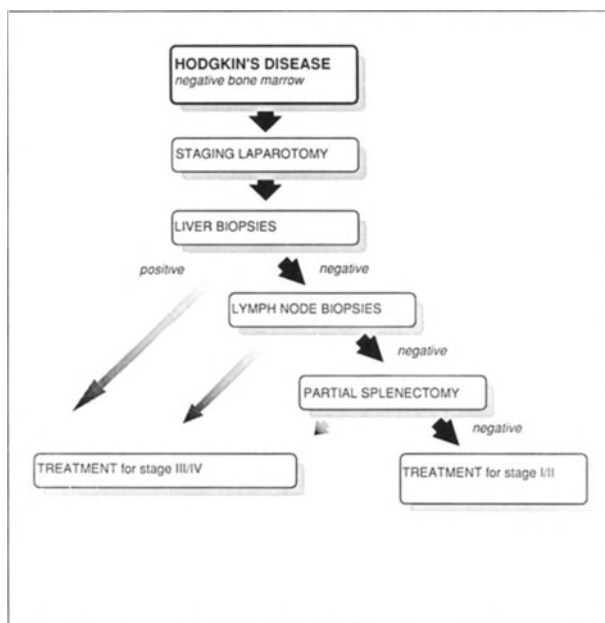 HODGKIN'S DISEASE
negative bone marrow
STAGING LAPAROTOMY
LIVER BIOPSIES
positive
negative
LYMPH NODE BIOPSIES
negative
PARTIAL SPLENECTOMY
negative
TREATMENT for stage III/IV
TREATMENT for stage I/II